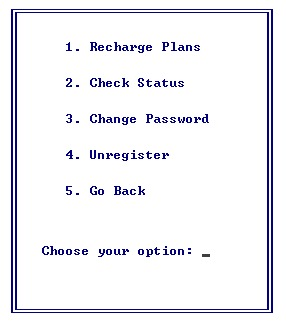 1. Recharge Plans
2. Check Status
3. Change Password
4. Unregister
5. Go Back
Choose your option: _